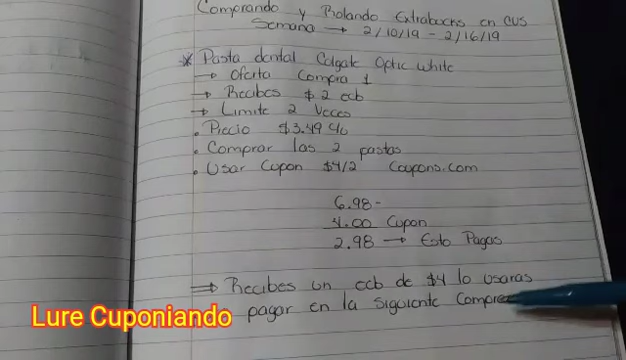 Comprando y Rolando Extrabucks en CVS
Semana → 2/10/19 - 2/16/19
* Pasta dental Colgate Optic White
→ Oferta Compra 1
→ Recibes $2 ecb
→ Limite 2 Veces
• Precio $3.49 c/u
• Comprar las 2 pastas
• Usar Cupon $4/2 Coupons.com
6.98-
4.00 Cupon
2.98 → Esto Pagas
⇒ Recibes un ecb de $4 lo usaras
pagar en la siguiente Compra
Lure Cuponiando